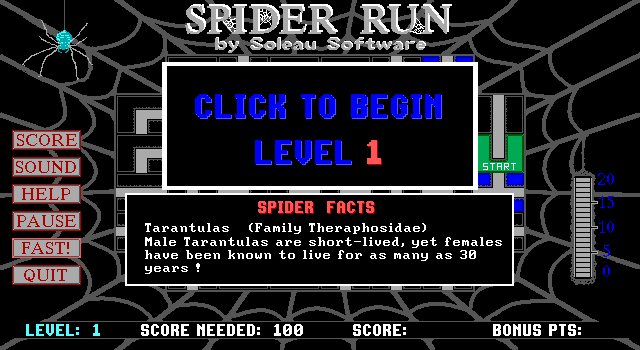 SPIDER RUN
by Soleau Software
CLICK TO BEGIN
LEVEL 1
SCORE
SOUND
HELP
PAUSE
FAST!
QUIT
START
20
15
10
5
0
SPIDER FACTS
Tarantulas (Family Theraphosidae)
Male Tarantulas are short-lived, yet females
have been known to live for as many as 30
years !
LEVEL: 1 SCORE NEEDED: 100 SCORE: BONUS PTS: